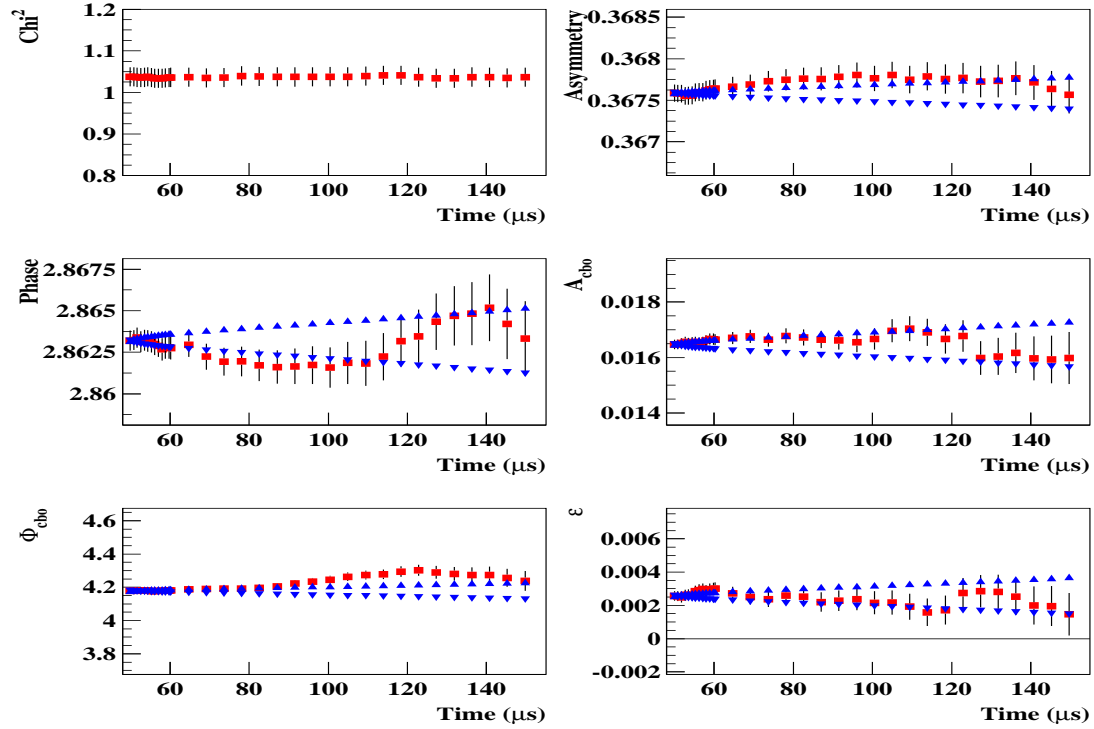 Chi²
1.2
1.1
1
0.9
0.8
60 80 100 120 140
Time (μs)
Asymmetry
0.3685
0.368
0.3675
0.367
60 80 100 120 140
Time (μs)
Phase
2.8675
2.865
2.8625
2.86
60 80 100 120 140
Time (μs)
A_cbo
0.018
0.016
0.014
60 80 100 120 140
Time (μs)
Φ_cbo
4.6
4.4
4.2
4
3.8
60 80 100 120 140
Time (μs)
ε
0.006
0.004
0.002
0
-0.002
60 80 100 120 140
Time (μs)